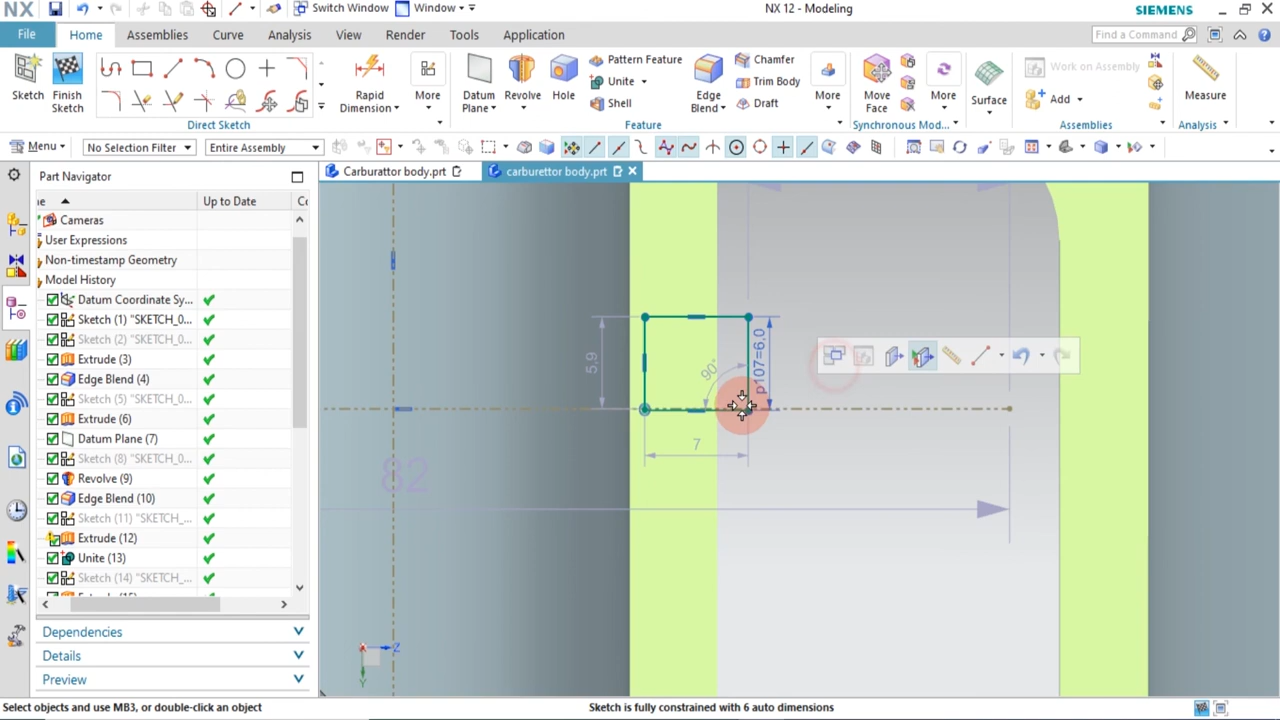 NX
Switch Window
Window
NX 12 - Modeling
SIEMENS
File
Home
Assemblies
Curve
Analysis
View
Render
Tools
Application
Find a Command
Sketch
Finish
Sketch
Direct Sketch
Rapid
Dimension
More
Datum
Plane
Revolve
Hole
Pattern Feature
Unite
Shell
Edge
Blend
Chamfer
Trim Body
Draft
More
Feature
Move
Face
More
Synchronous Mod...
Surface
Work on Assembly
Add
Assemblies
Measure
Analysis
Menu
No Selection Filter
Entire Assembly
Part Navigator
Carburattor body.prt
carburettor body.prt
Up to Date
Cameras
User Expressions
Non-timestamp Geometry
Model History
Datum Coordinate Sy...
Sketch (1) "SKETCH_0...
Sketch (2) "SKETCH_0...
Extrude (3)
Edge Blend (4)
Sketch (5) "SKETCH_0...
Extrude (6)
Datum Plane (7)
Sketch (8) "SKETCH_0...
Revolve (9)
Edge Blend (10)
Sketch (11) "SKETCH_...
Extrude (12)
Unite (13)
Sketch (14) "SKETCH_...
Dependencies
Details
Preview
5,9
90°
p107=6,0
7
82
Z
Y
Select objects and use MB3, or double-click an object
Sketch is fully constrained with 6 auto dimensions